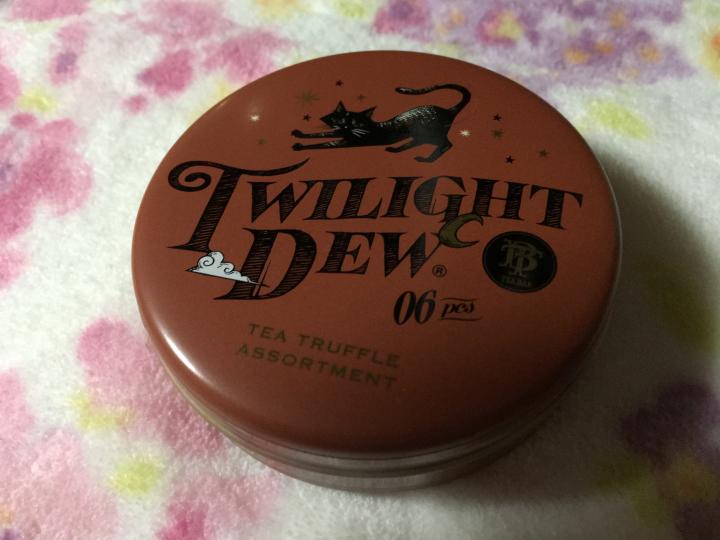 TWILIGHT
DEW®
06 pcs
TEA TRUFFLE
ASSORTMENT